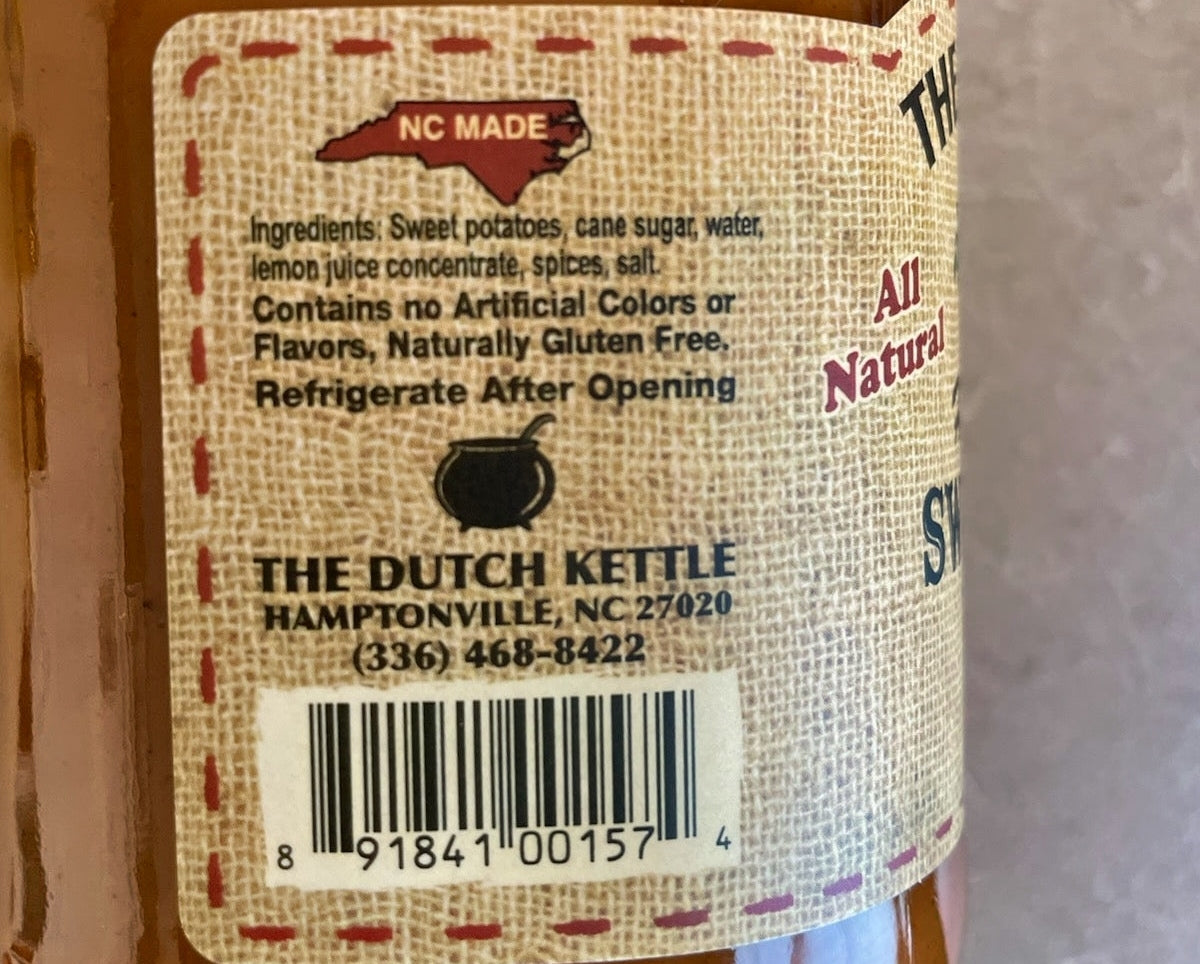 NC MADE
Ingredients: Sweet potatoes, cane sugar, water,
lemon juice concentrate, spices, salt.
Contains no Artificial Colors or
Flavors, Naturally Gluten Free.
Refrigerate After Opening
THE DUTCH KETTLE
HAMPTONVILLE, NC 27020
(336) 468-8422
8 91841 00157 4
THE
All
Natural